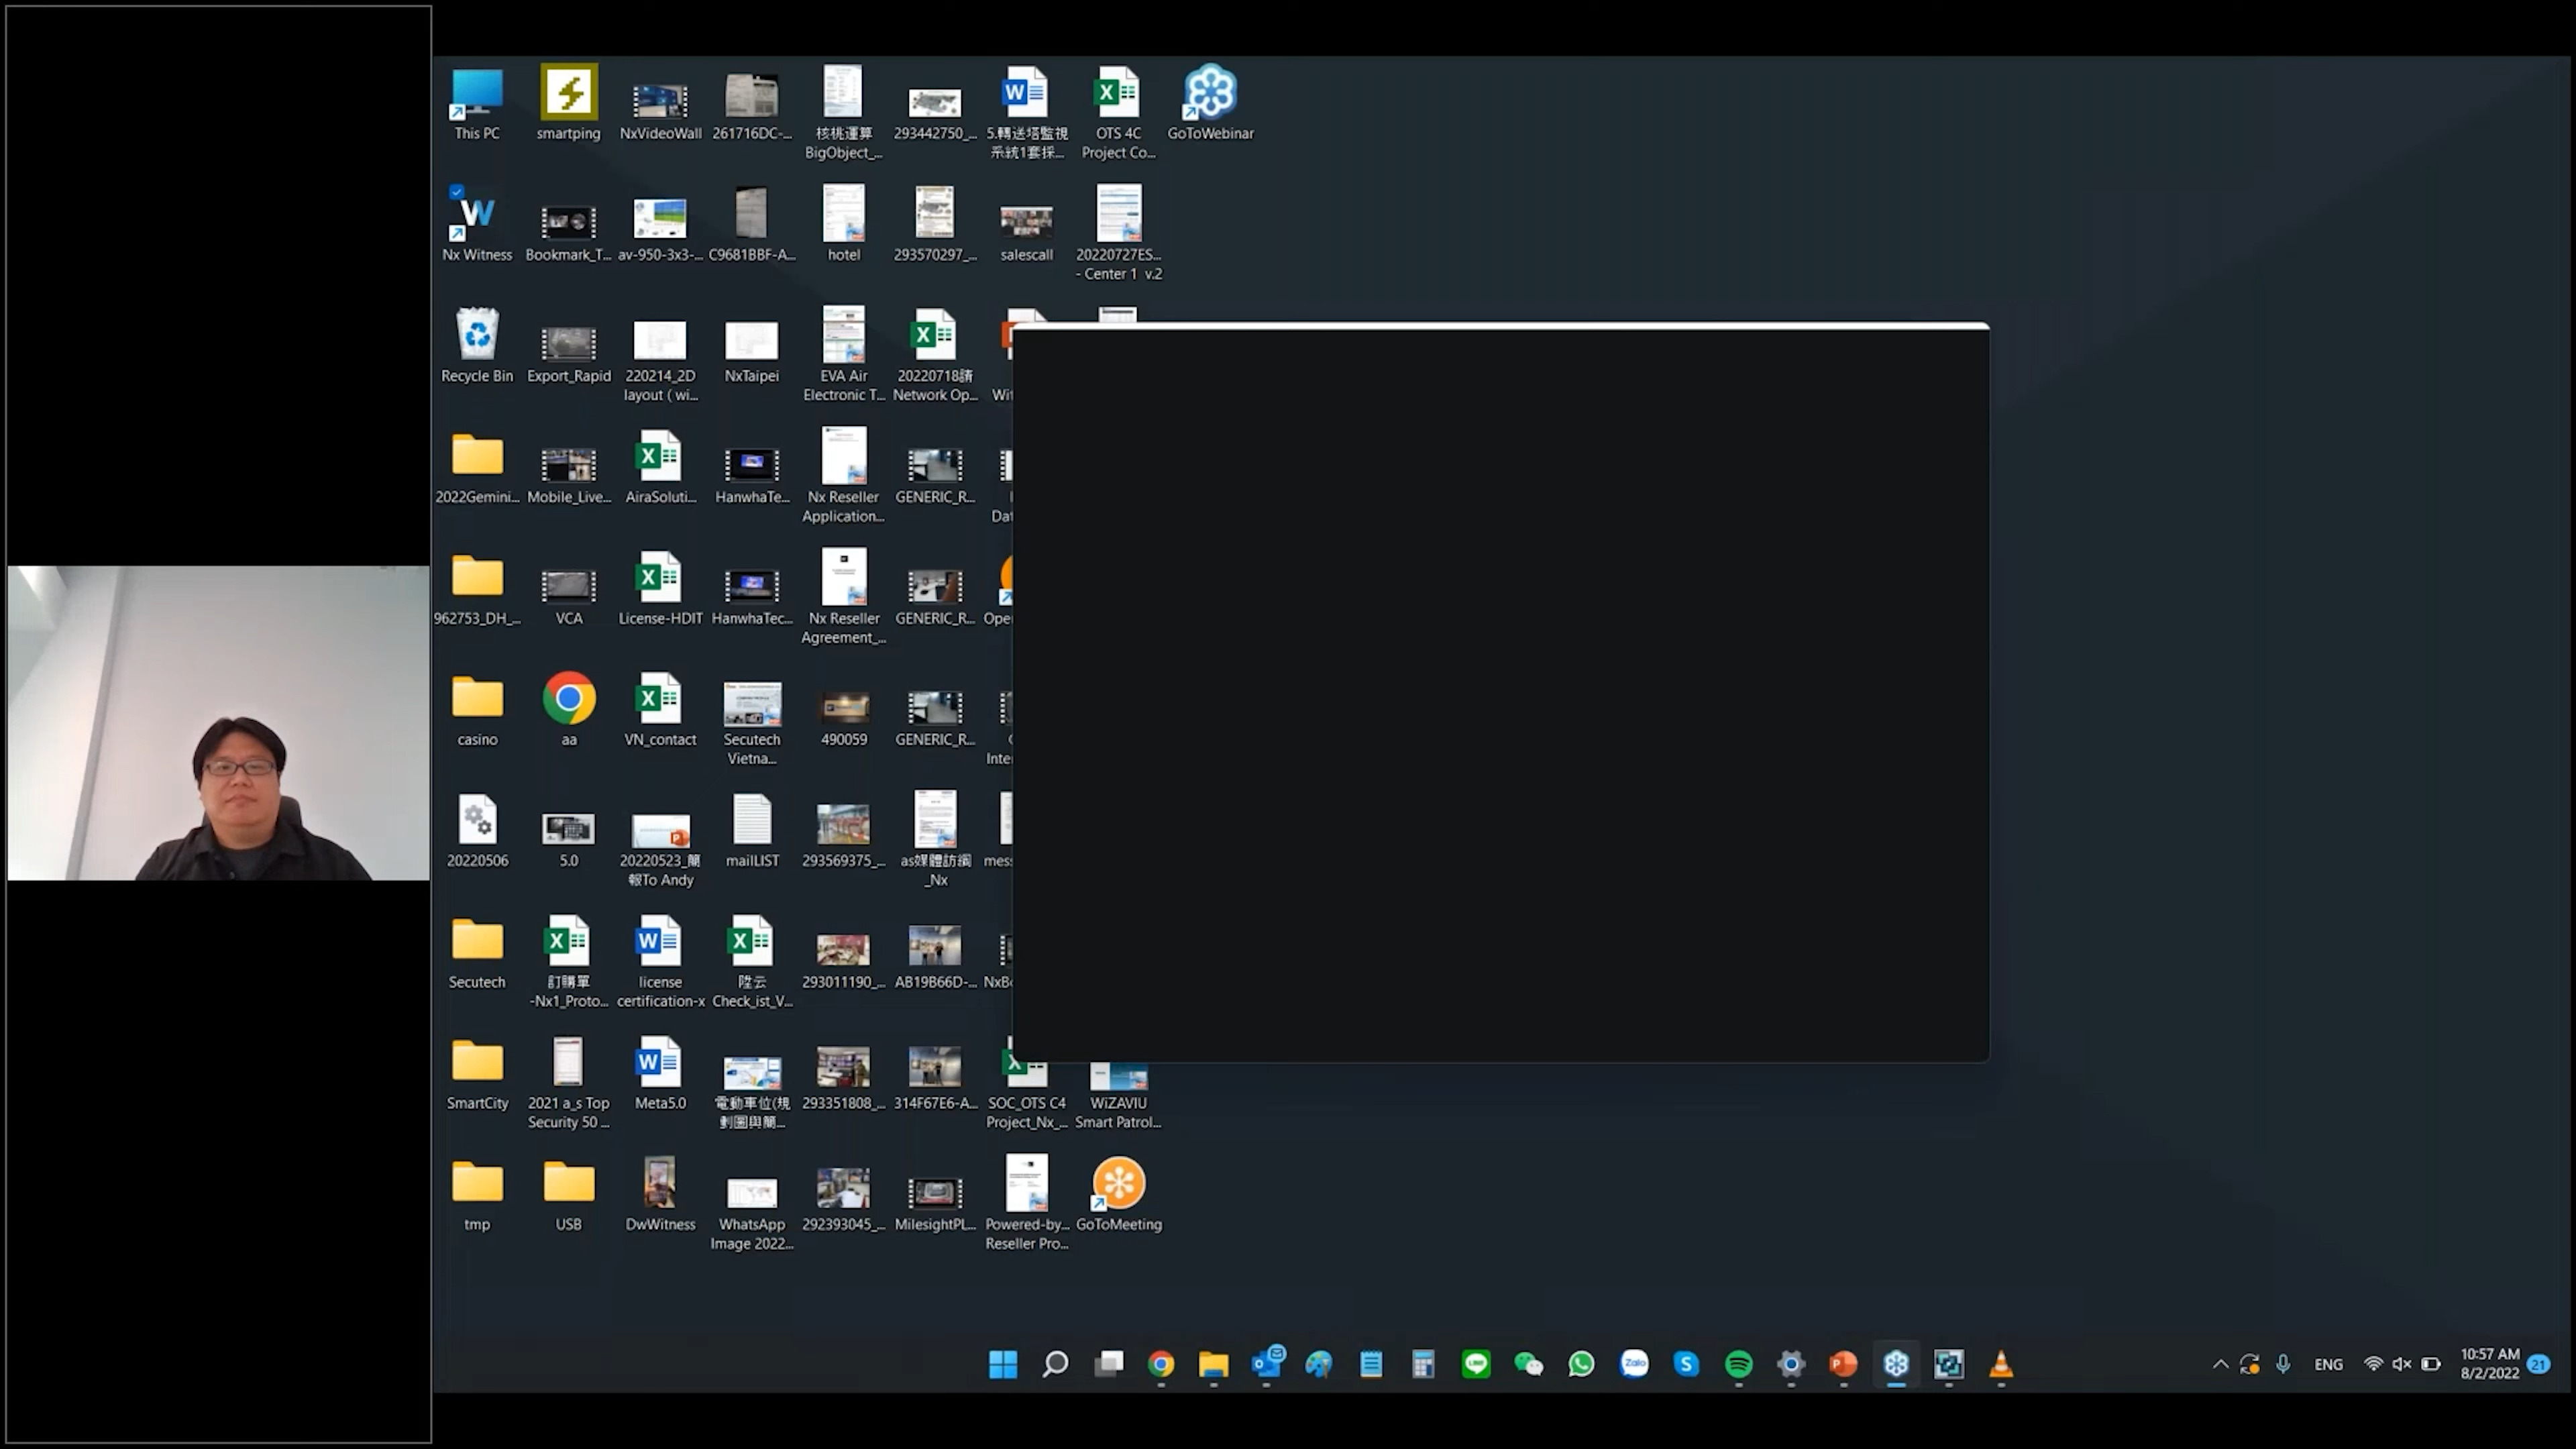 This PC
smartping
NxVideoWall
261716DC-...
核桃運算
BigObject_...
293442750_...
5.轉送塔監視
系統1套採...
OTS 4C
Project Co...
GoToWebinar
Nx Witness
Bookmark_T...
av-950-3x3-...
C9681BBF-A...
hotel
293570297_...
salescall
20220727ES...
- Center 1 v.2
Recycle Bin
Export_Rapid
220214_2D
layout ( wi...
NxTaipei
EVA Air
Electronic T...
20220718請
Network Op...
2022Gemini...
Mobile_Live...
AiraSoluti...
HanwhaTe...
Nx Reseller
Application...
GENERIC_R...
962753_DH_...
VCA
License-HDIT
HanwhaTec...
Nx Reseller
Agreement_...
GENERIC_R...
casino
aa
VN_contact
Secutech
Vietna...
490059
GENERIC_R...
20220506
5.0
20220523_簡
報To Andy
mailLIST
293569375_...
as媒體訪綱
_Nx
Secutech
訂購單
-Nx1_Proto...
license
certification-x
陞云
Check_ist_V...
293011190_...
AB19B66D-...
SmartCity
2021 a_s Top
Security 50 ...
Meta5.0
電動車位(規
劃圖與簡...
293351808_...
314F67E6-A...
SOC_OTS C4
Project_Nx_...
WiZAVIU
Smart Patrol...
tmp
USB
DwWitness
WhatsApp
Image 2022...
292393045_...
MilesightPL...
Powered-by...
Reseller Pro...
GoToMeeting
ENG
10:57 AM
8/2/2022
21